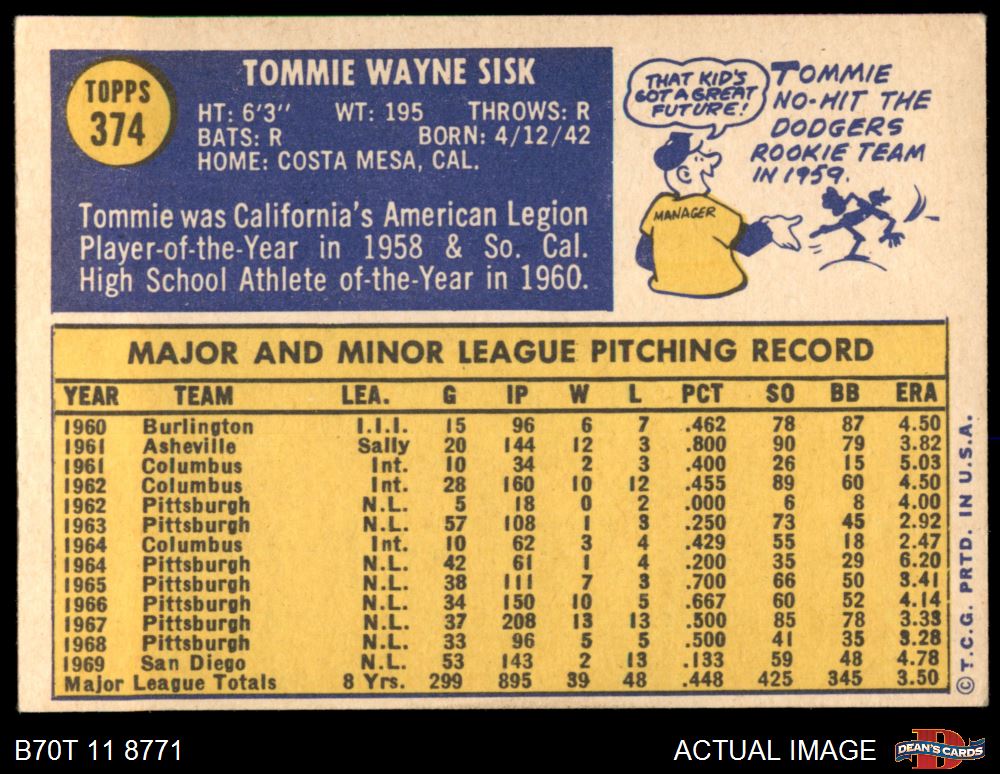 TOPPS
374
TOMMIE WAYNE SISK
HT: 6'3" WT: 195 THROWS: R
BATS: R BORN: 4/12/42
HOME: COSTA MESA, CAL.
Tommie was California's American Legion
Player-of-the-Year in 1958 & So. Cal.
High School Athlete of-the-Year in 1960.
THAT KID'S
GOT A GREAT
FUTURE!
TOMMIE
NO-HIT THE
DODGERS
ROOKIE TEAM
IN 1959.
MANAGER
MAJOR AND MINOR LEAGUE PITCHING RECORD
YEAR TEAM LEA. G IP W L PCT SO BB ERA
1960 Burlington I.I.I. 15 96 6 7 .462 78 87 4.50
1961 Asheville Sally 20 144 12 3 .800 90 79 3.82
1961 Columbus Int. 10 34 2 3 .400 26 15 5.03
1962 Columbus Int. 28 160 10 12 .455 89 60 4.50
1962 Pittsburgh N.L. 5 18 0 2 .000 6 8 4.00
1963 Pittsburgh N.L. 57 108 1 3 .250 73 45 2.92
1964 Columbus Int. 10 62 3 4 .429 55 18 2.47
1964 Pittsburgh N.L. 42 61 1 4 .200 35 29 6.20
1965 Pittsburgh N.L. 38 111 7 3 .700 66 50 3.41
1966 Pittsburgh N.L. 34 150 10 5 .667 60 52 4.14
1967 Pittsburgh N.L. 37 208 13 13 .500 85 78 3.33
1968 Pittsburgh N.L. 33 96 5 5 .500 41 35 3.28
1969 San Diego N.L. 53 143 2 13 .133 59 48 4.78
Major League Totals 8 Yrs. 299 895 39 48 .448 425 345 3.50
© T.C.G. PRTD. IN U.S.A.
B70T 11 8771
ACTUAL IMAGE
D
DEAN'S CARDS